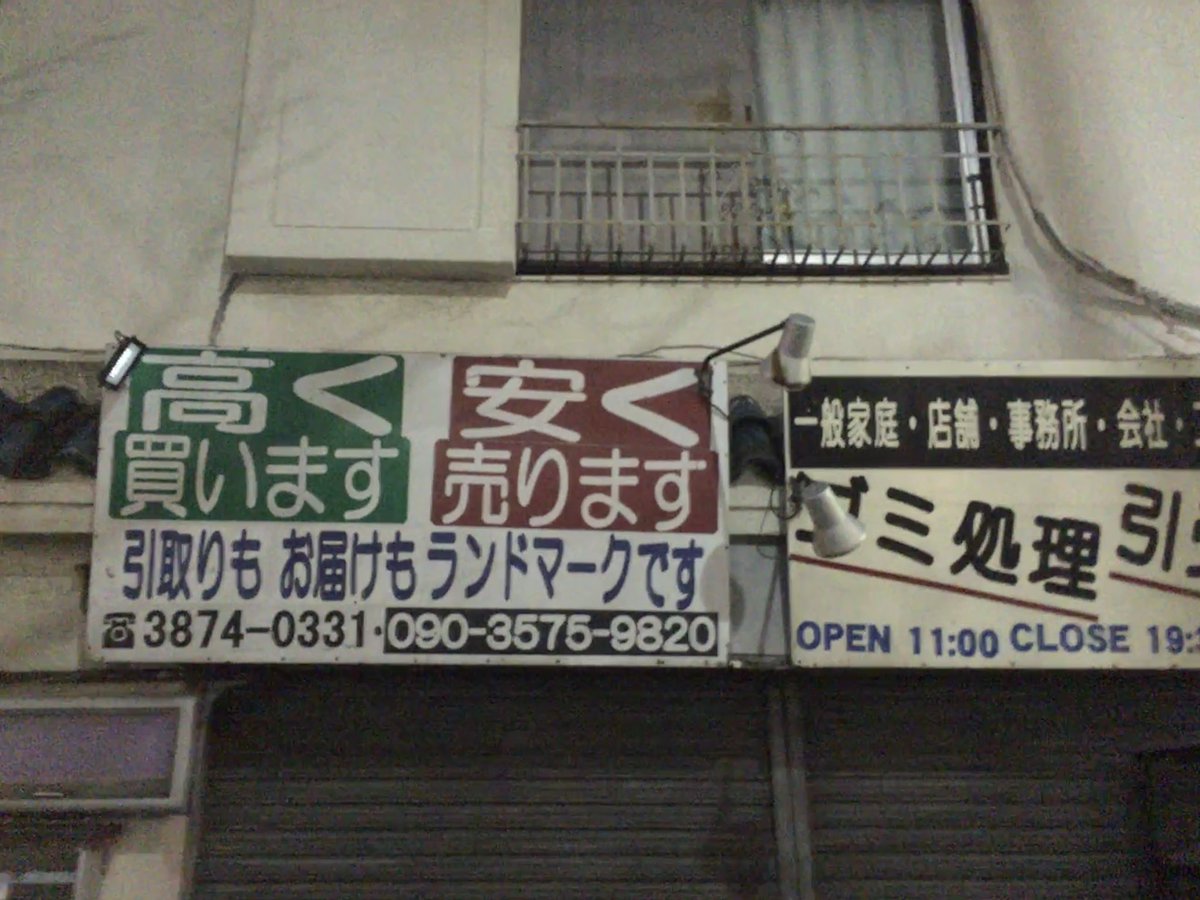 高く
買います
安く
売ります
引取りも お届けも ランドマークです
☎3874-0331・090-3575-9820
一般家庭・店舗・事務所・会社・
ゴミ処理 引
OPEN 11:00 CLOSE 19: